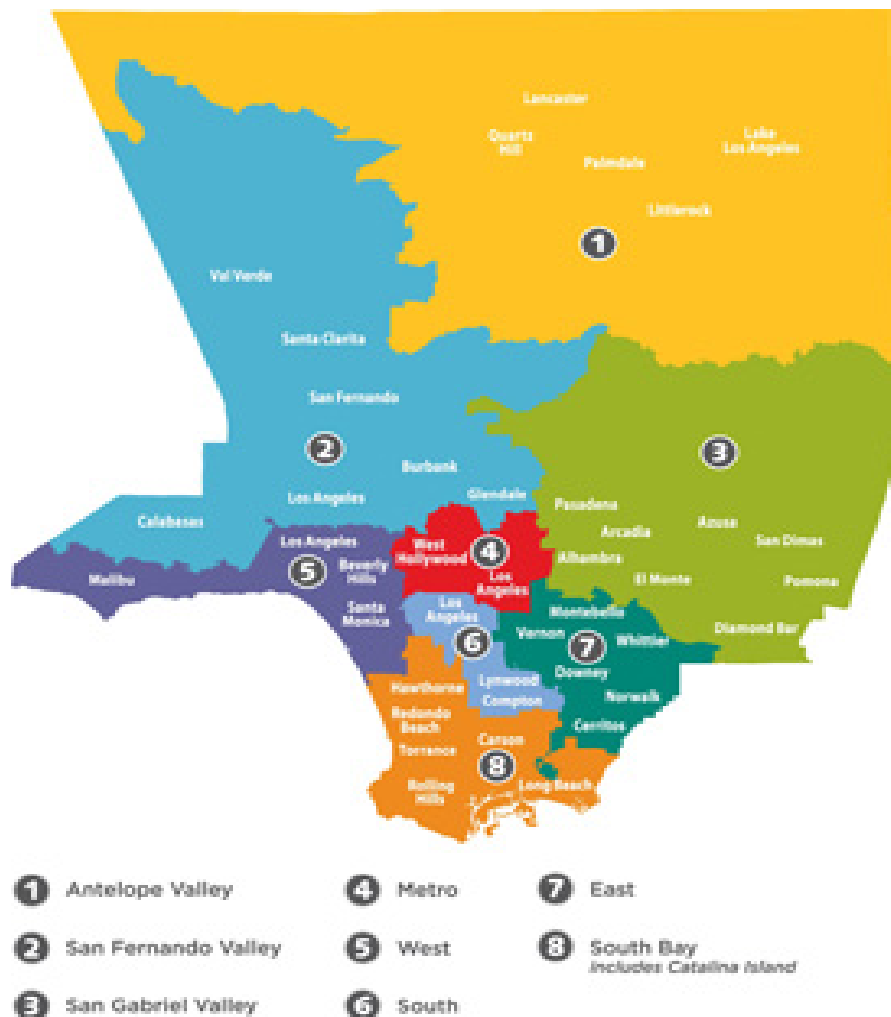 Lancaster
Quartz
Hill
Lake
Los Angeles
Palmdale
Littlerock
1
Val Verde
Santa Clarita
San Fernando
2
Burbank
3
Los Angeles
Glendale
Calabasas
Pasadena
Azusa
Arcadia
San Dimas
Los Angeles
West
Hollywood
4
Alhambra
Beverly
Hills
5
Malibu
Los
Angeles
El Monte
Pomona
Santa
Monica
Los
Angeles
Montebello
Vernon
Whittier
Diamond Bar
6
7
Downey
Lynwood
Hawthorne
Compton
Norwalk
Redondo
Beach
Cerritos
Carson
Torrance
8
Rolling
Hills
Long Beach
1 Antelope Valley
2 San Fernando Valley
3 San Gabriel Valley
4 Metro
5 West
6 South
7 East
8 South Bay
Includes Catalina Island